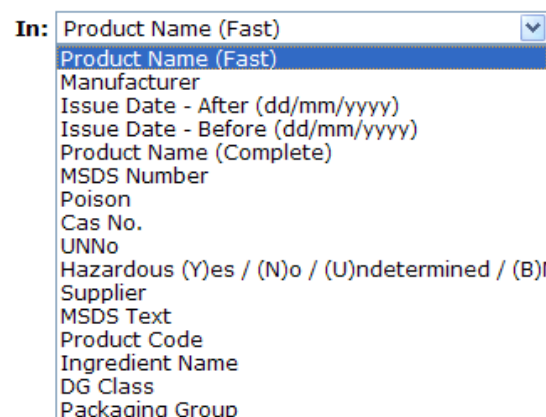 In: Product Name (Fast)
Product Name (Fast)
Manufacturer
Issue Date - After (dd/mm/yyyy)
Issue Date - Before (dd/mm/yyyy)
Product Name (Complete)
MSDS Number
Poison
Cas No.
UNNo
Hazardous (Y)es / (N)o / (U)ndetermined / (B)
Supplier
MSDS Text
Product Code
Ingredient Name
DG Class
Packaging Group